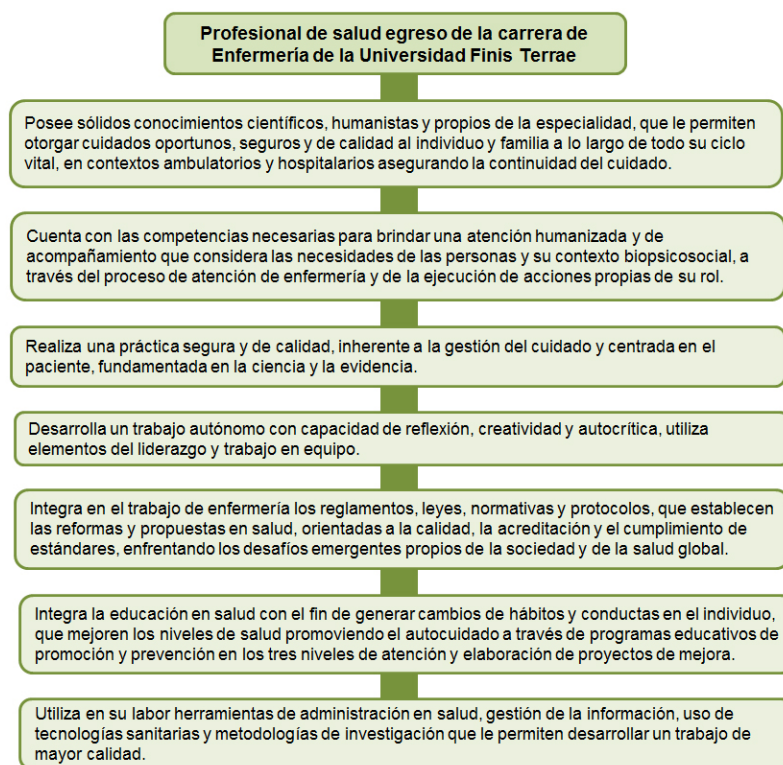 Profesional de salud egreso de la carrera de
Enfermería de la Universidad Finis Terrae
Posee sólidos conocimientos científicos, humanistas y propios de la especialidad, que le permiten
otorgar cuidados oportunos, seguros y de calidad al individuo y familia a lo largo de todo su ciclo
vital, en contextos ambulatorios y hospitalarios asegurando la continuidad del cuidado.
Cuenta con las competencias necesarias para brindar una atención humanizada y de
acompañamiento que considera las necesidades de las personas y su contexto biopsicosocial, a
través del proceso de atención de enfermería y de la ejecución de acciones propias de su rol.
Realiza una práctica segura y de calidad, inherente a la gestión del cuidado y centrada en el
paciente, fundamentada en la ciencia y la evidencia.
Desarrolla un trabajo autónomo con capacidad de reflexión, creatividad y autocrítica, utiliza
elementos del liderazgo y trabajo en equipo.
Integra en el trabajo de enfermería los reglamentos, leyes, normativas y protocolos, que establecen
las reformas y propuestas en salud, orientadas a la calidad, la acreditación y el cumplimiento de
estándares, enfrentando los desafíos emergentes propios de la sociedad y de la salud global.
Integra la educación en salud con el fin de generar cambios de hábitos y conductas en el individuo,
que mejoren los niveles de salud promoviendo el autocuidado a través de programas educativos de
promoción y prevención en los tres niveles de atención y elaboración de proyectos de mejora.
Utiliza en su labor herramientas de administración en salud, gestión de la información, uso de
tecnologías sanitarias y metodologías de investigación que le permiten desarrollar un trabajo de
mayor calidad.